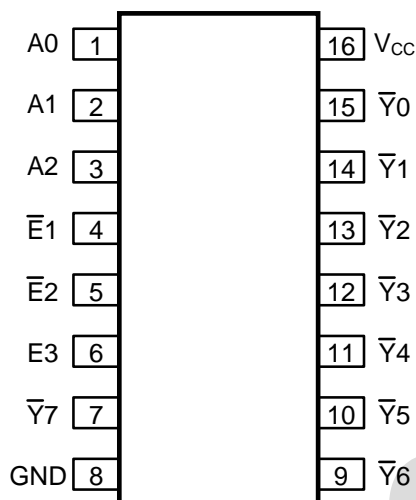 A0 1 16 VCC
A1 2 15 Y̅0
A2 3 14 Y̅1
E̅1 4 13 Y̅2
E̅2 5 12 Y̅3
E3 6 11 Y̅4
Y̅7 7 10 Y̅5
GND 8 9 Y̅6